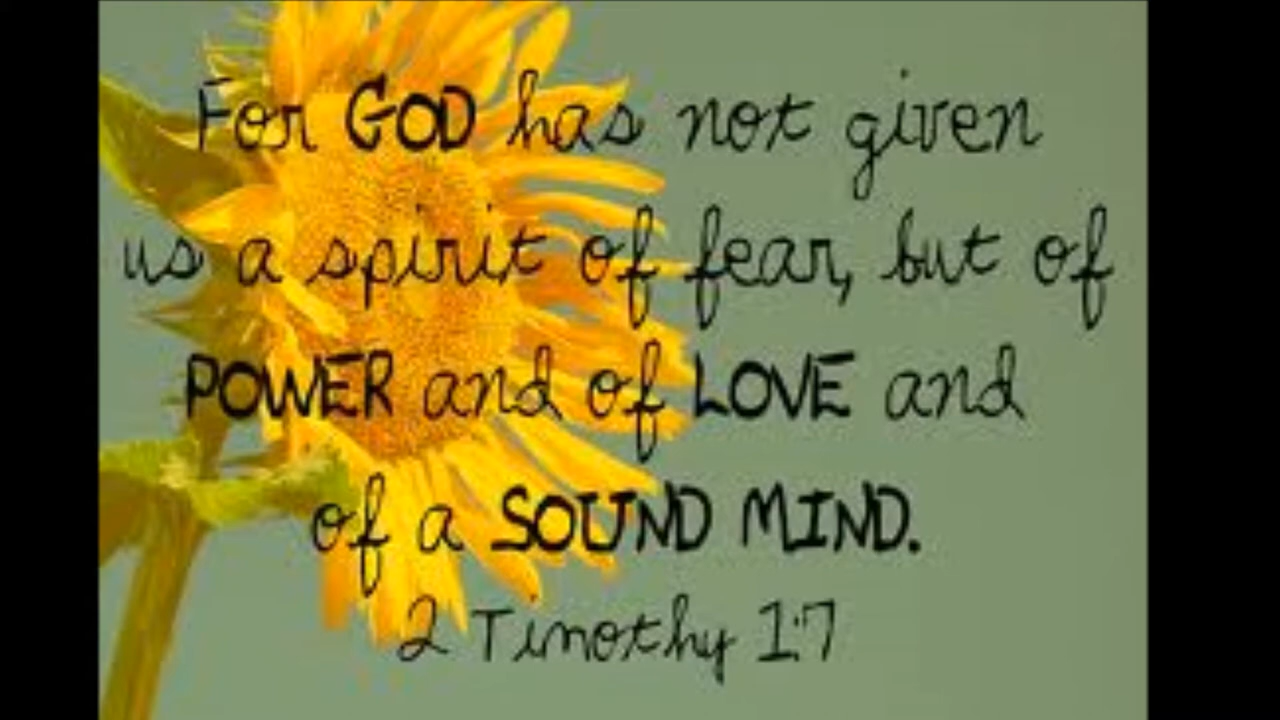 For GOD has not given
us a spirit of fear, but of
POWER and of LOVE and
of a SOUND MIND.
2 Timothy 1:7